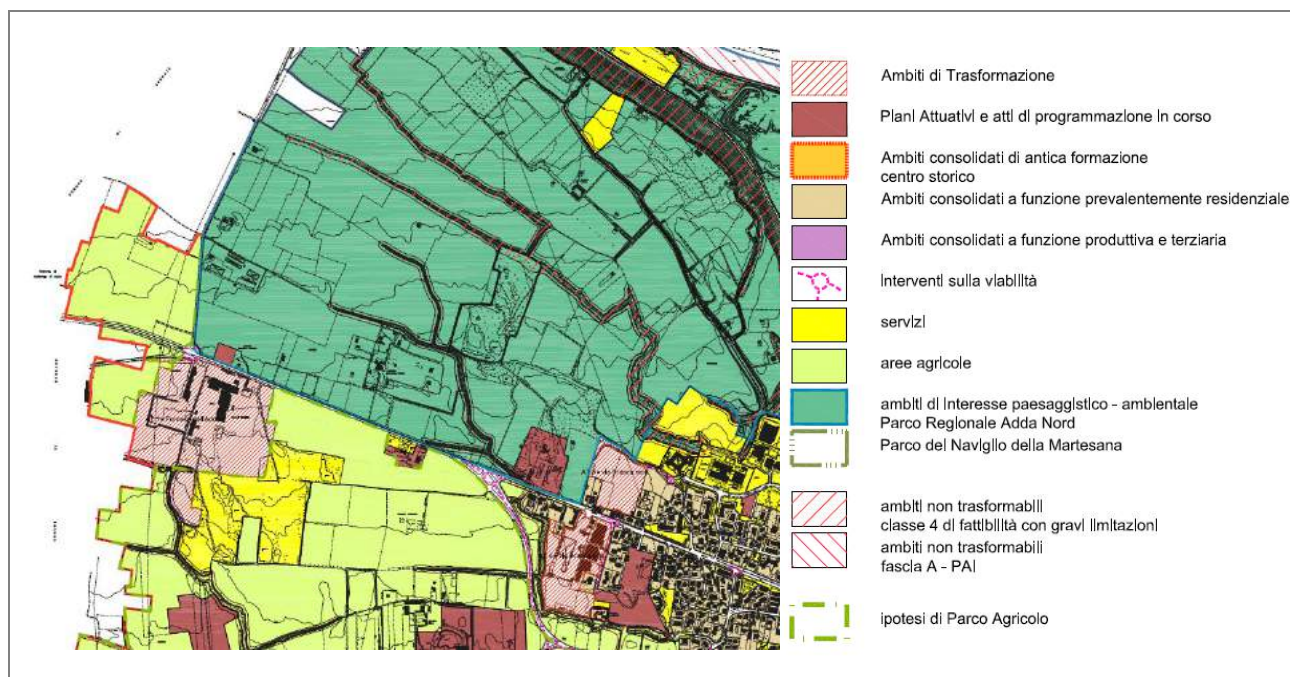 Ambiti di Trasformazione
Piani Attuativi e atti di programmazione in corso
Ambiti consolidati di antica formazione
centro storico
Ambiti consolidati a funzione prevalentemente residenziale
Ambiti consolidati a funzione produttiva e terziaria
Interventi sulla viabilità
servizi
aree agricole
ambiti di interesse paesaggistico - ambientale
Parco Regionale Adda Nord
Parco del Naviglio della Martesana
ambiti non trasformabili
classe 4 di fattibilità con gravi limitazioni
ambiti non trasformabili
fascia A - PAI
ipotesi di Parco Agricolo